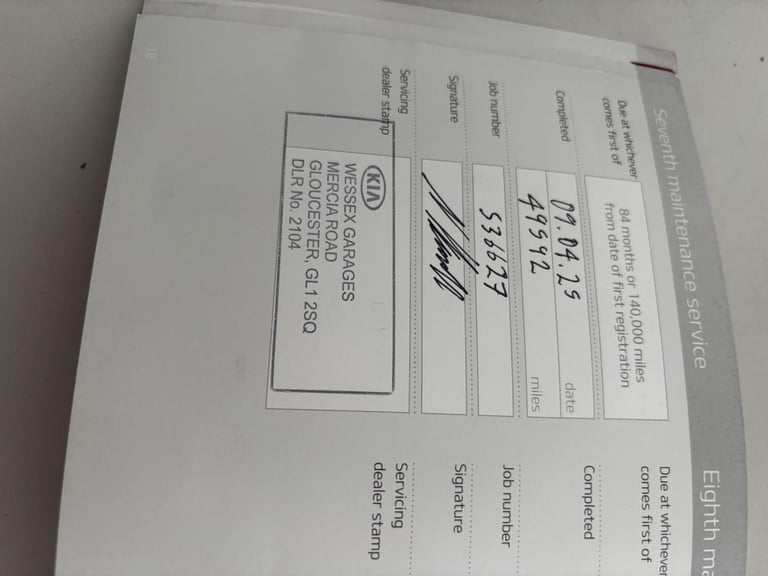 Seventh maintenance service
Due at whichever
comes first of
84 months or 140,000 miles
from date of first registration
Completed
09.04.25
date
49592
miles
Job number
536627
Signature
Servicing
dealer stamp
KIA
WESSEX GARAGES
MERCIA ROAD
GLOUCESTER, GL1 2SQ
DLR No. 2104
Eighth ma
Due at whichever
comes first of
Completed
Job number
Signature
Servicing
dealer stamp
18